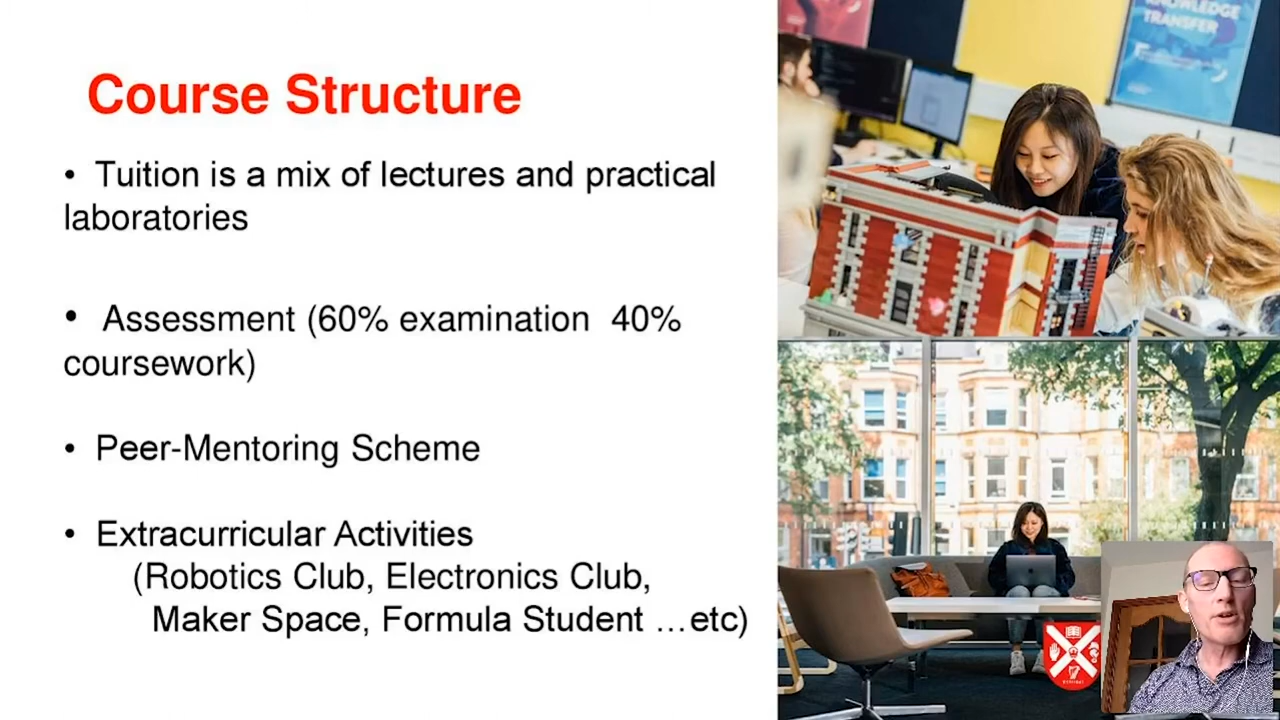 KNOWLEDGE
TRANSFER
Course Structure
• Tuition is a mix of lectures and practical
laboratories
• Assessment (60% examination 40%
coursework)
• Peer-Mentoring Scheme
• Extracurricular Activities
(Robotics Club, Electronics Club,
Maker Space, Formula Student …etc)